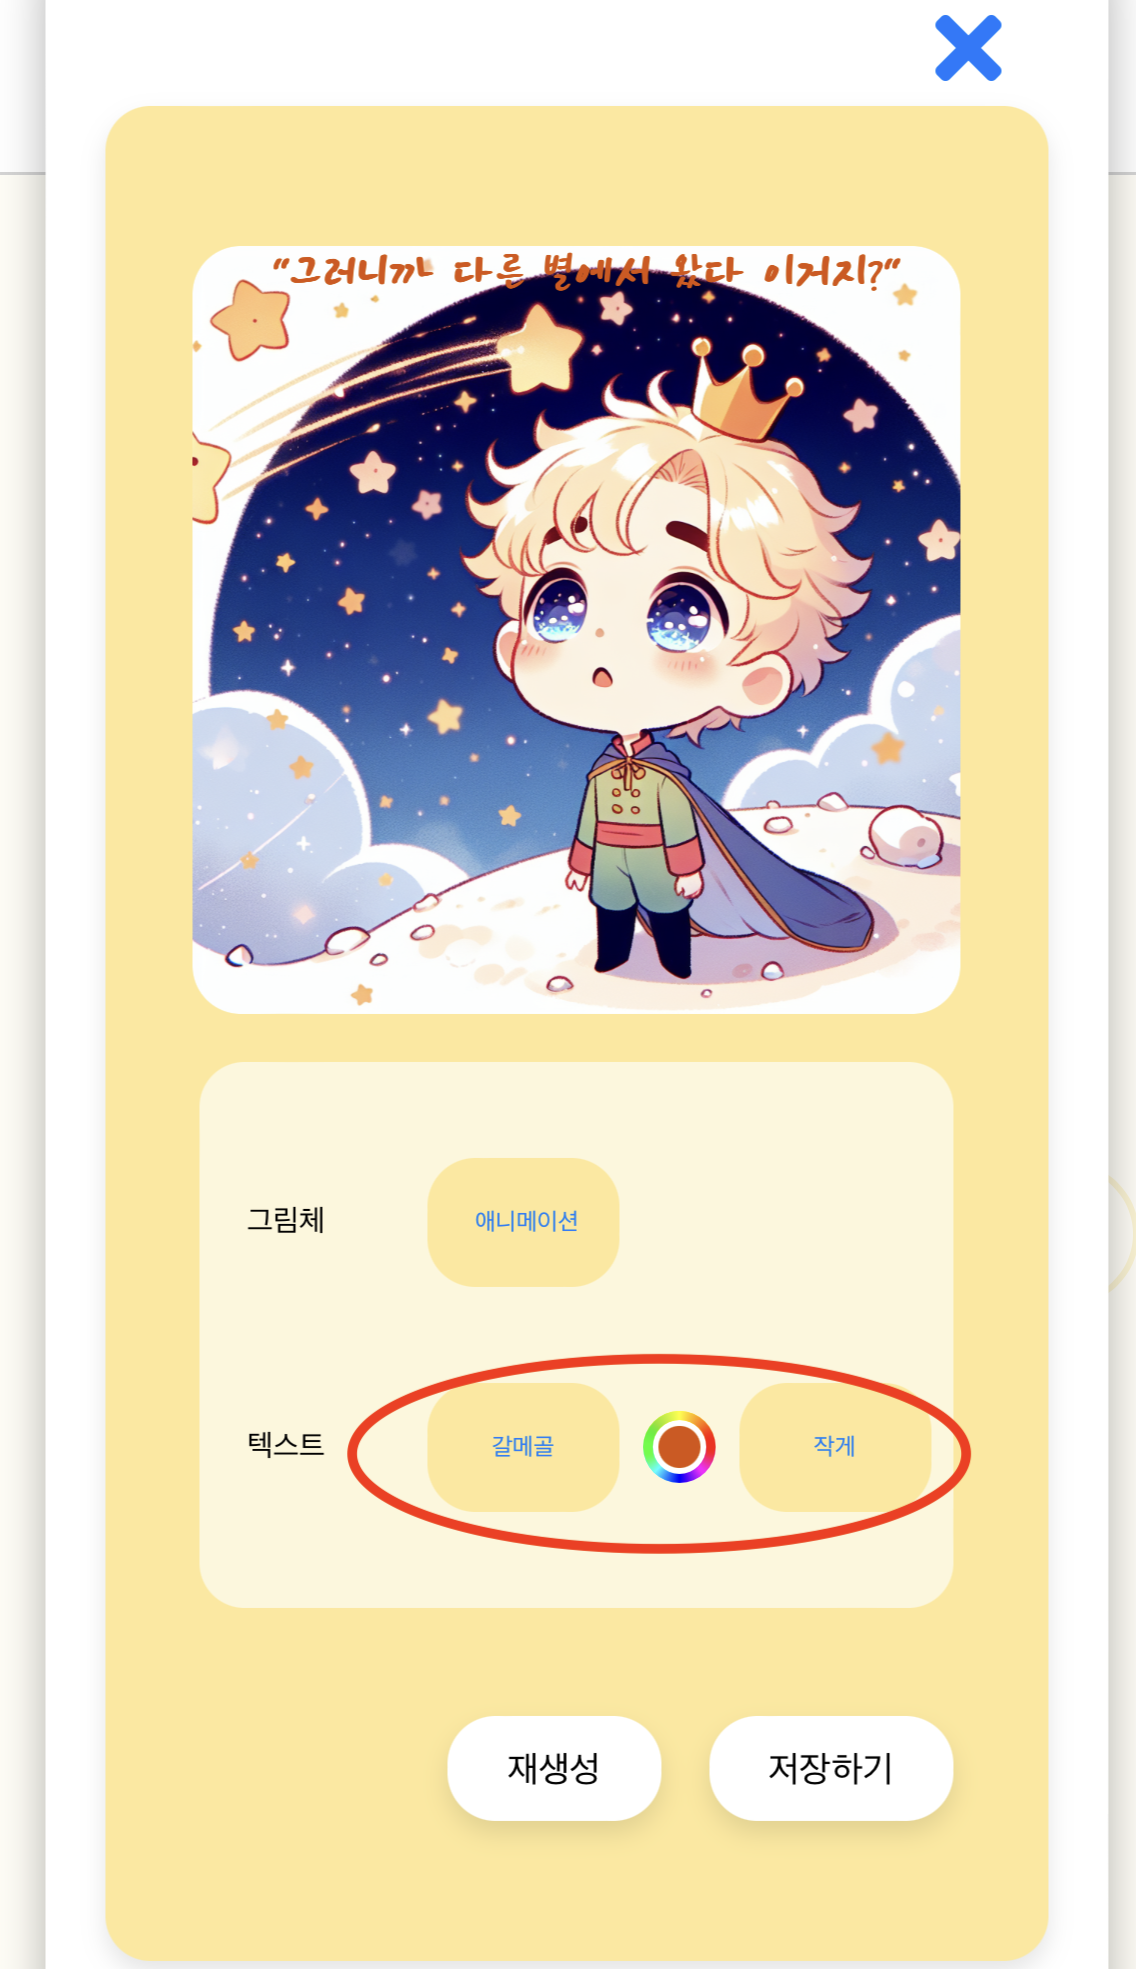 “그러니까 다른 별에서 왔다 이거지?“
그림체
애니메이션
텍스트
갈메골
작게
재생성
저장하기